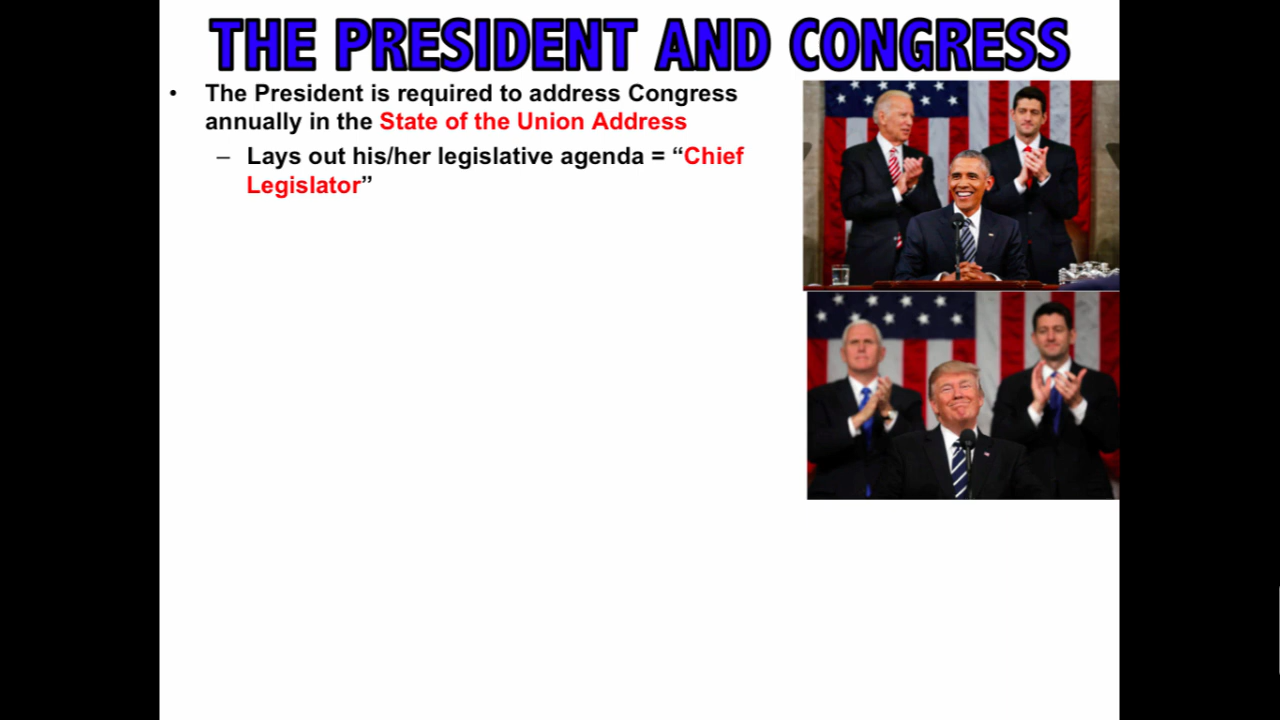 THE PRESIDENT AND CONGRESS
• The President is required to address Congress
annually in the State of the Union Address
– Lays out his/her legislative agenda = “Chief
Legislator”